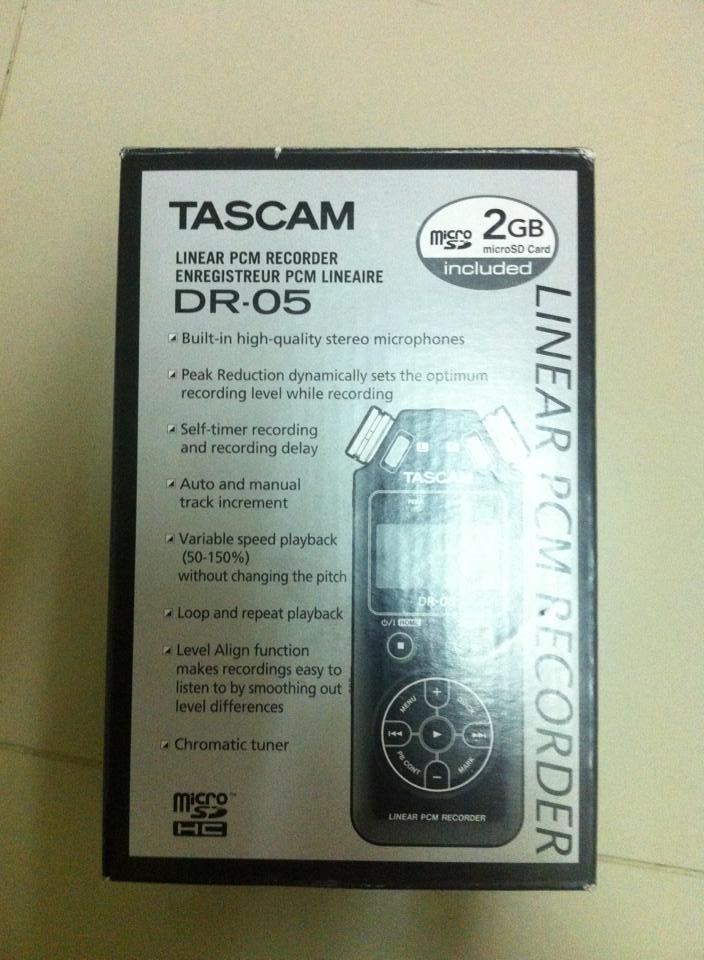 TASCAM
LINEAR PCM RECORDER
ENREGISTREUR PCM LINEAIRE
DR-05
micro SD
2GB
microSD Card
included
Built-in high-quality stereo microphones
Peak Reduction dynamically sets the optimum
recording level while recording
Self-timer recording
and recording delay
Auto and manual
track increment
Variable speed playback
(50-150%)
without changing the pitch
Loop and repeat playback
Level Align function
makes recordings easy to
listen to by smoothing out
level differences
Chromatic tuner
micro SD™
HC
LINEAR PCM RECORDER
L
TASCAM
DR-05
⏻/I HOME
MENU
+
PB CONT
-
MARK
LINEAR PCM RECORDER